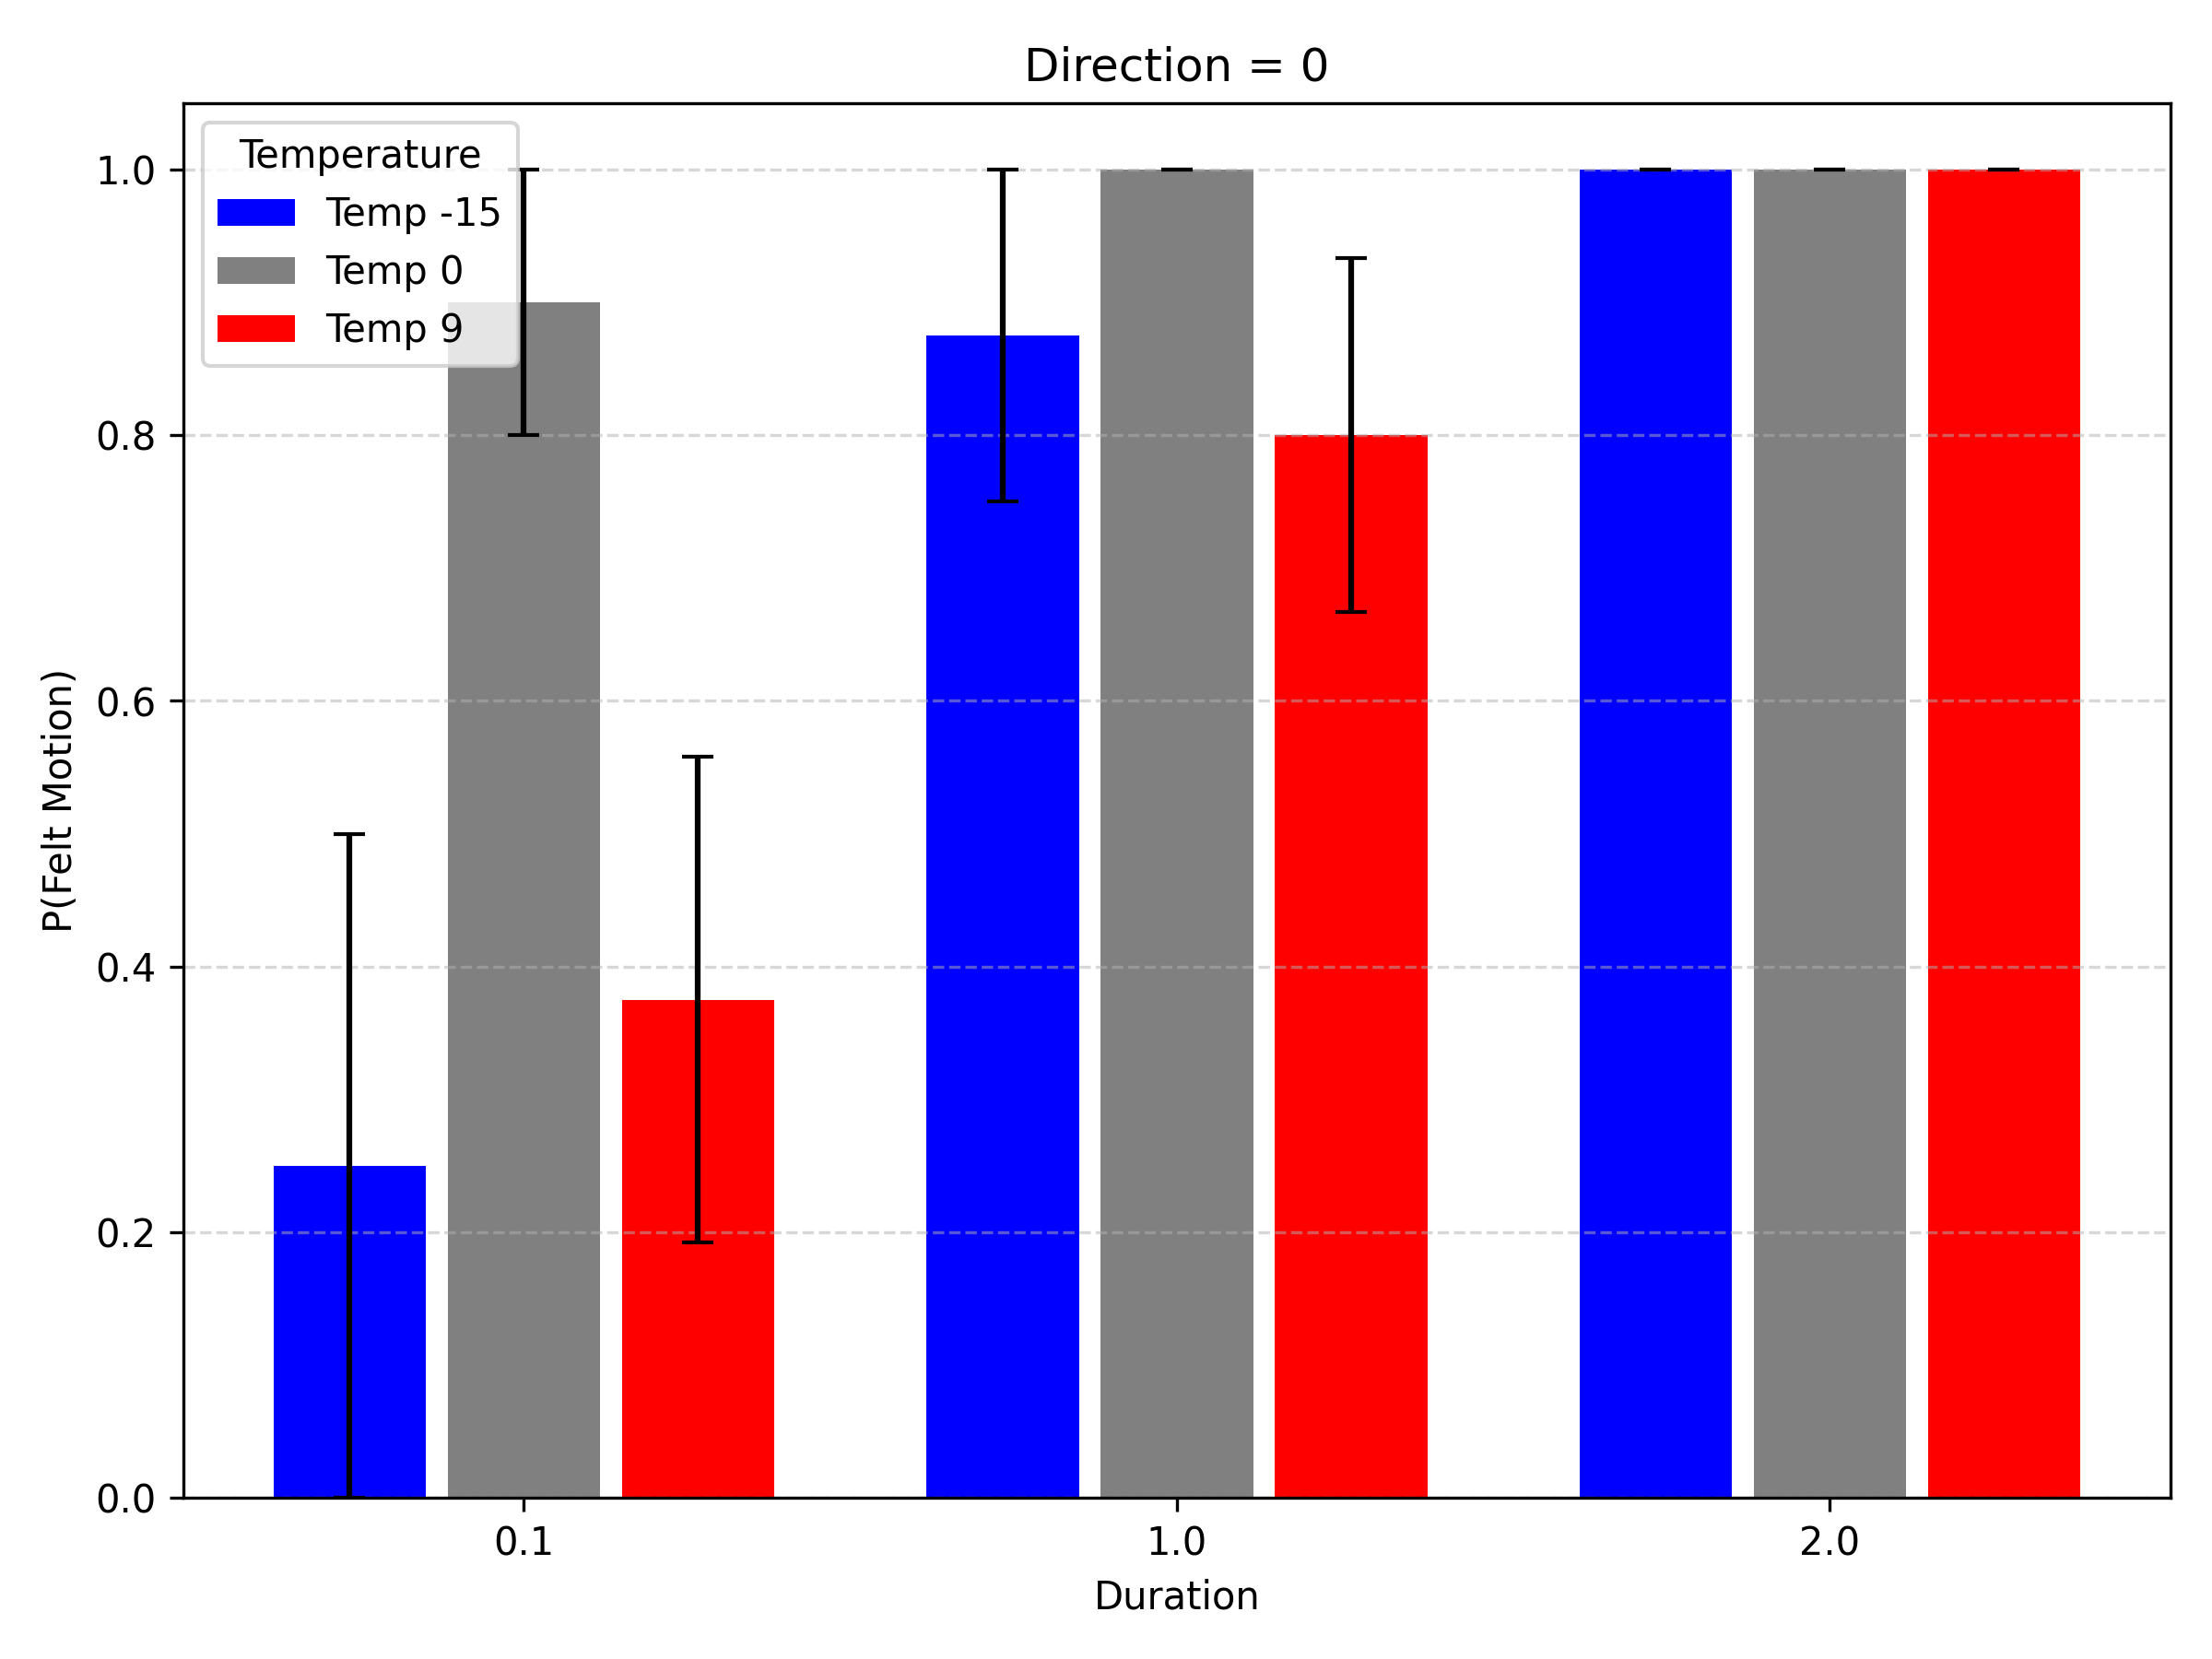 Direction = 0
Temperature
Temp -15
Temp 0
Temp 9
P(Felt Motion)
1.0
0.8
0.6
0.4
0.2
0.0
0.1 1.0 2.0
Duration